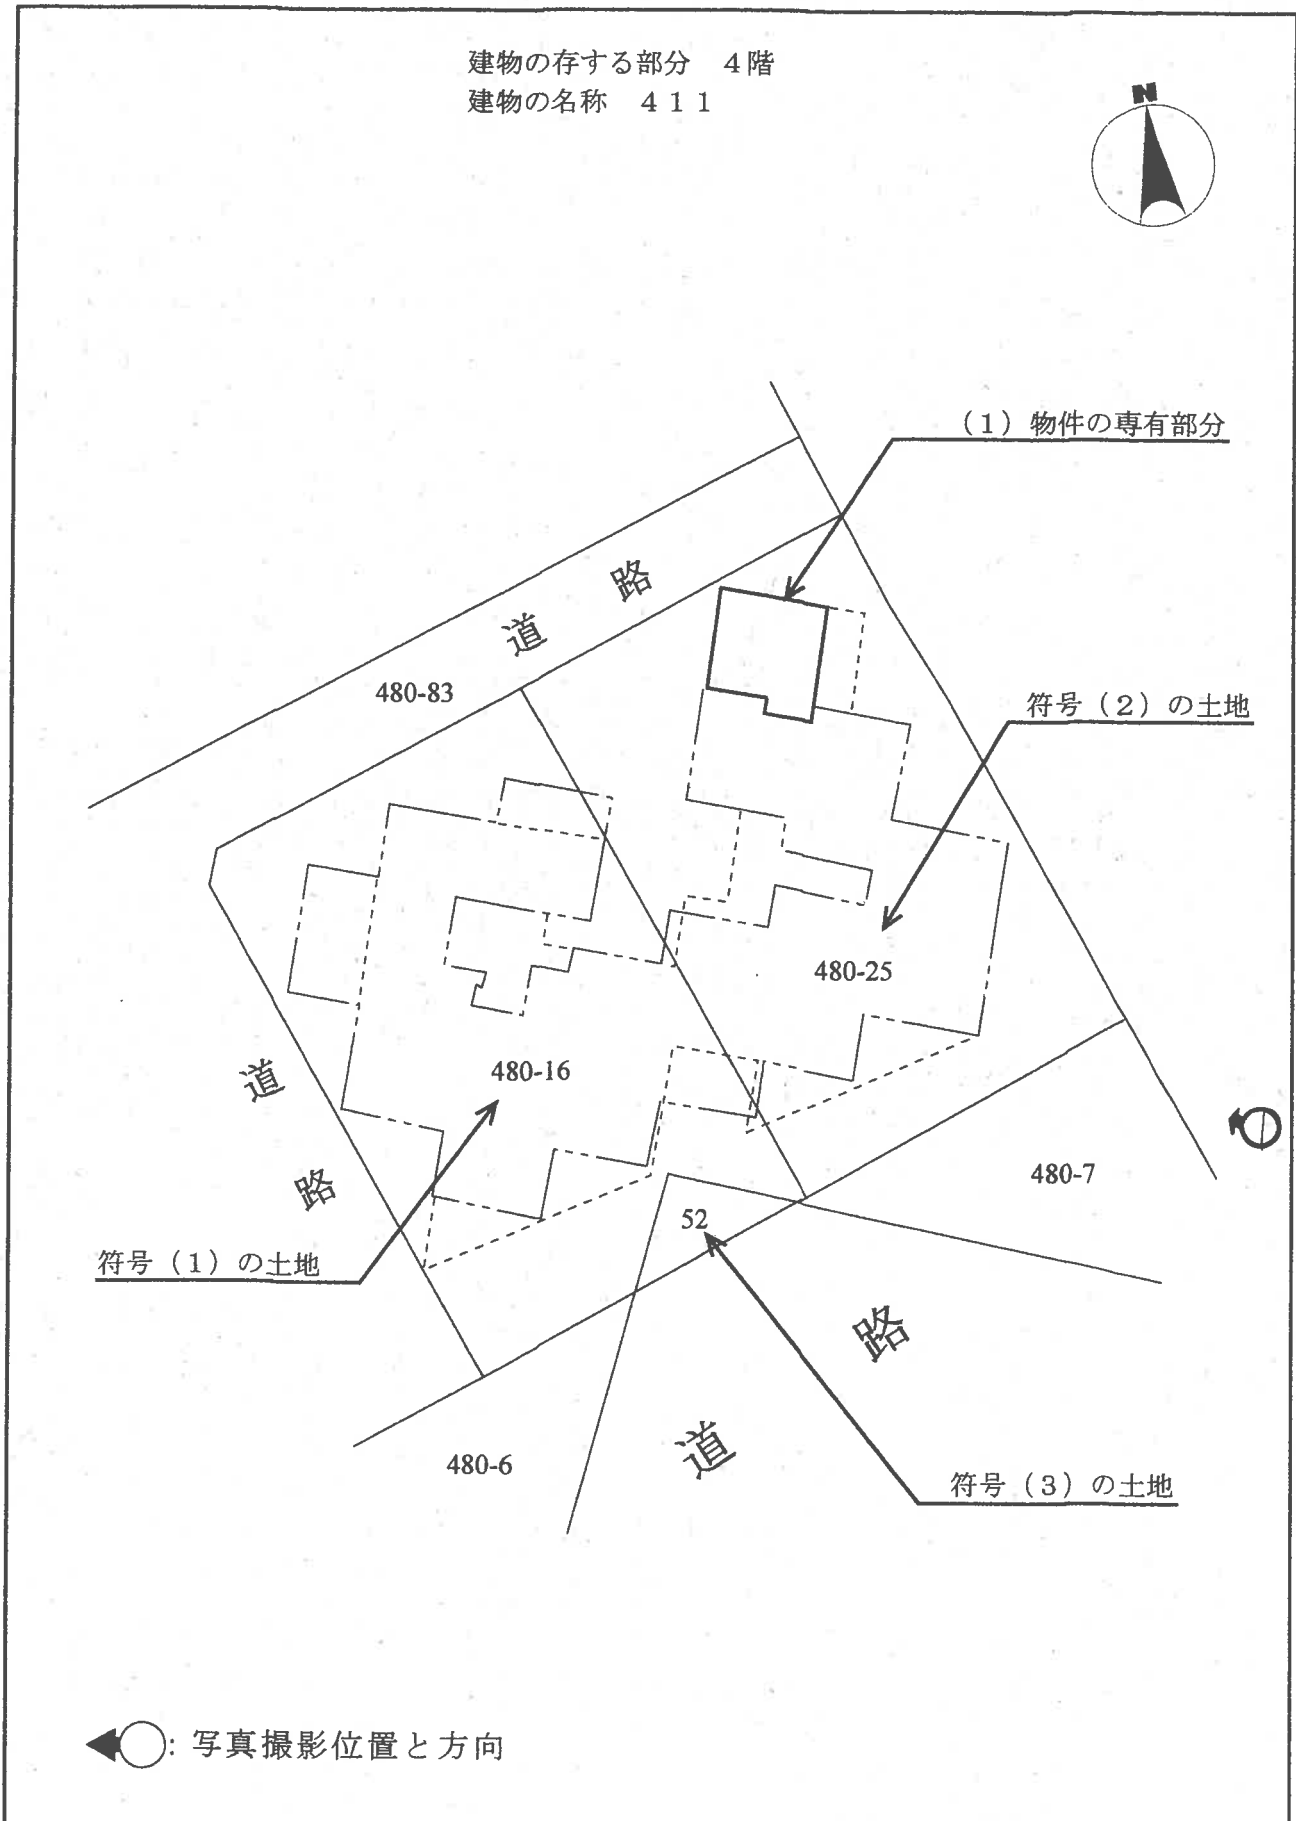 建物の存する部分　４階
建物の名称　４１１
N
（１）物件の専有部分
道　路
480-83
符号（２）の土地
480-25
480-16
道
路
480-7
52
符号（１）の土地
路
道
480-6
符号（３）の土地
：写真撮影位置と方向